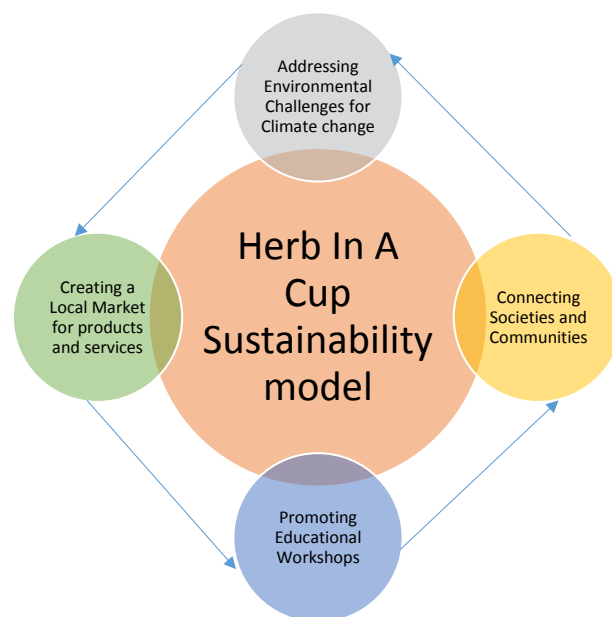 Addressing
Environmental
Challenges for
Climate change
Herb In A
Cup
Sustainability
model
Creating a
Local Market
for products
and services
Connecting
Societies and
Communities
Promoting
Educational
Workshops